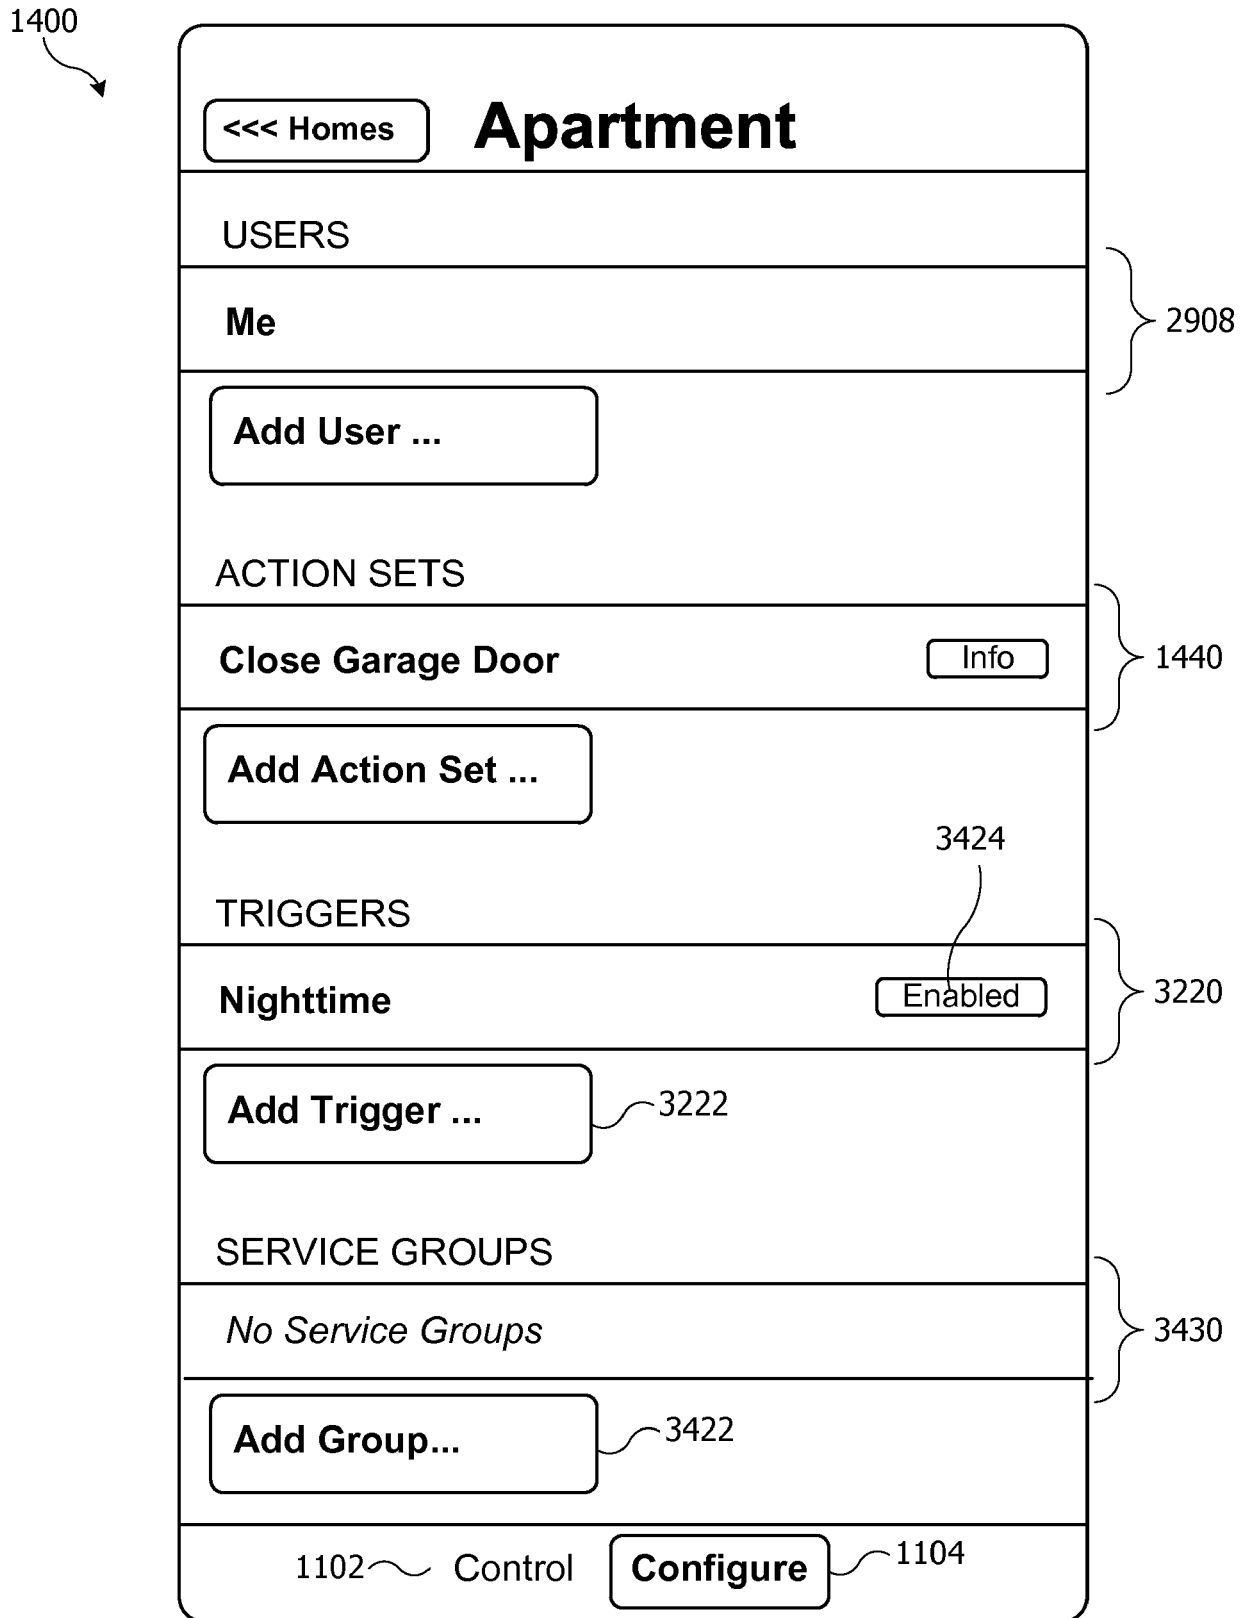 1400
<<< Homes
Apartment
USERS
Me
2908
Add User ...
ACTION SETS
Close Garage Door
Info
1440
Add Action Set ...
3424
TRIGGERS
Nighttime
Enabled
3220
Add Trigger ...
3222
SERVICE GROUPS
No Service Groups
3430
Add Group...
3422
1102
Control
Configure
1104